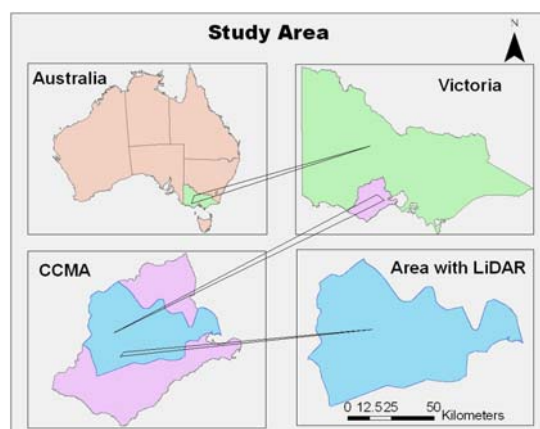 Study Area
N
Australia
Victoria
CCMA
Area with LiDAR
0 12.525 50
Kilometers